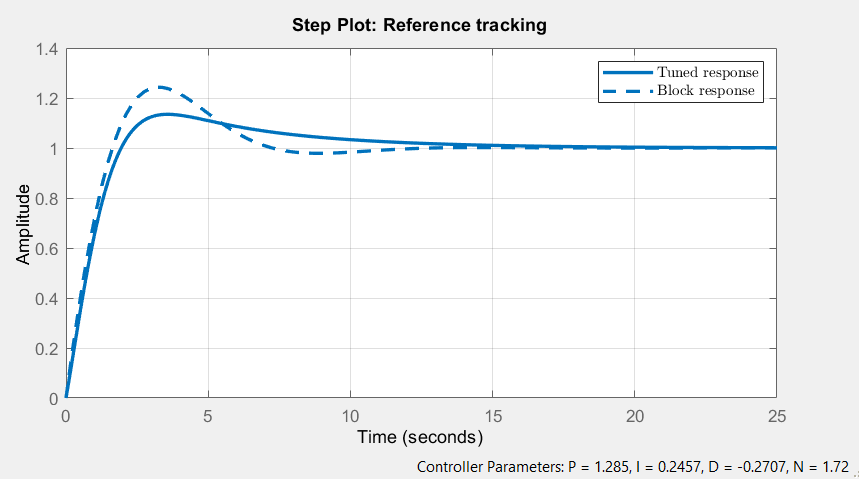 Step Plot: Reference tracking
1.4
Tuned response
Block response
1.2
1
0.8
Amplitude
0.6
0.4
0.2
0
0 5 10 15 20 25
Time (seconds)
Controller Parameters: P = 1.285, I = 0.2457, D = -0.2707, N = 1.72